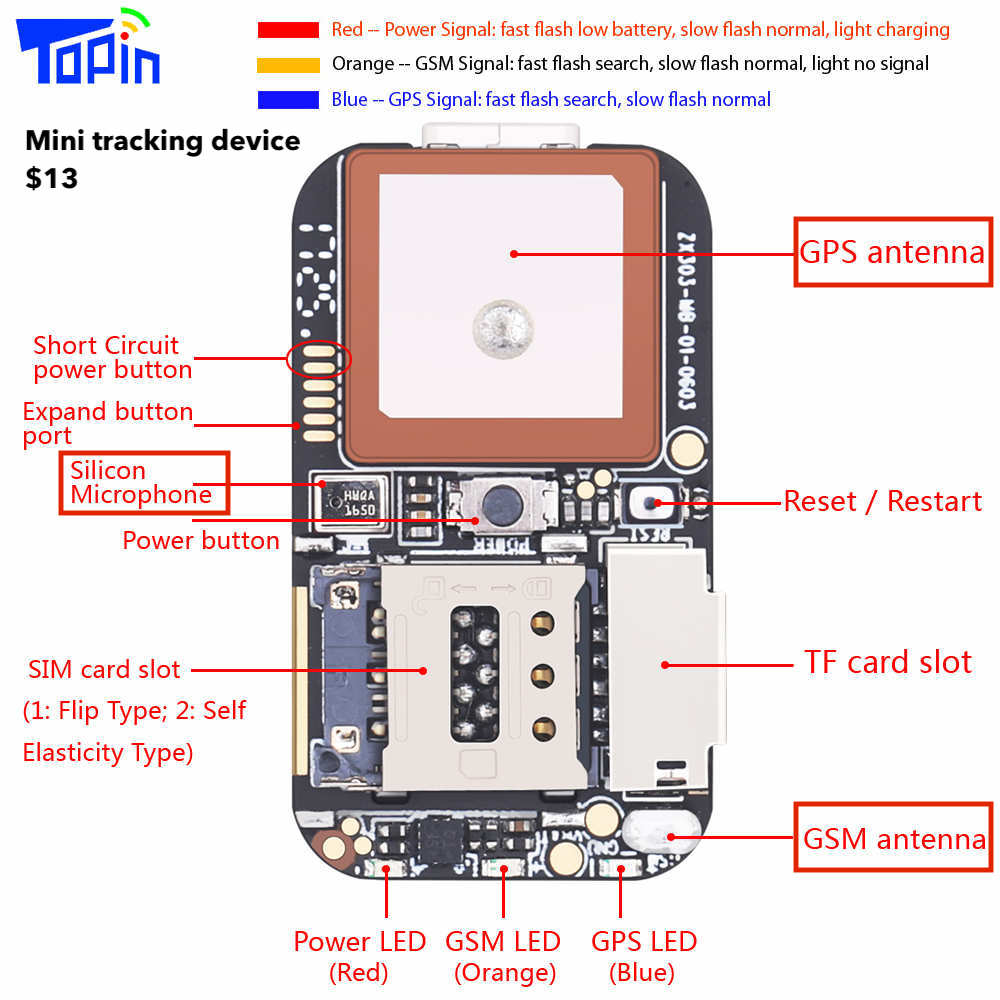 Topin
Red -- Power Signal: fast flash low battery, slow flash normal, light charging
Orange -- GSM Signal: fast flash search, slow flash normal, light no signal
Blue -- GPS Signal: fast flash search, slow flash normal
Mini tracking device
$13
GPS antenna
ZX303-MB-01-0603
Short Circuit
power button
Expand button
port
Silicon
Microphone
Power button
POWER
REST
Reset / Restart
SIM card slot
(1: Flip Type; 2: Self
Elasticity Type)
TF card slot
GSM antenna
GND
Power LED
(Red)
GSM LED
(Orange)
GPS LED
(Blue)